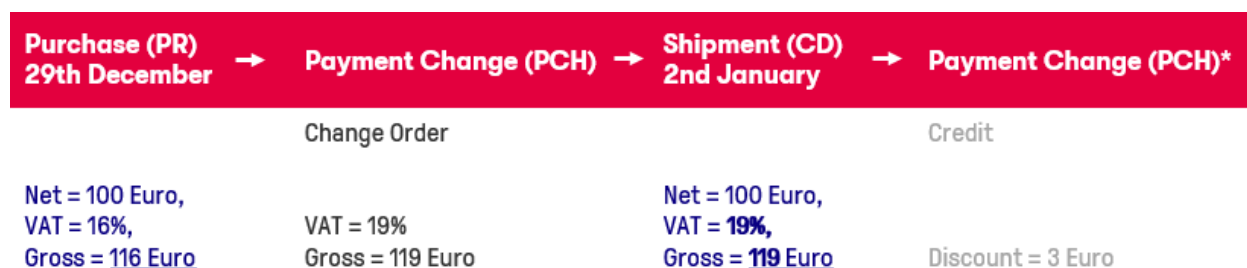 Purchase (PR)
29th December
→ Payment Change (PCH) →
Shipment (CD)
2nd January
→ Payment Change (PCH)*
Change Order
Credit
Net = 100 Euro,
VAT = 16%,
Gross = 116 Euro
VAT = 19%
Gross = 119 Euro
Net = 100 Euro,
VAT = 19%,
Gross = 119 Euro
Discount = 3 Euro